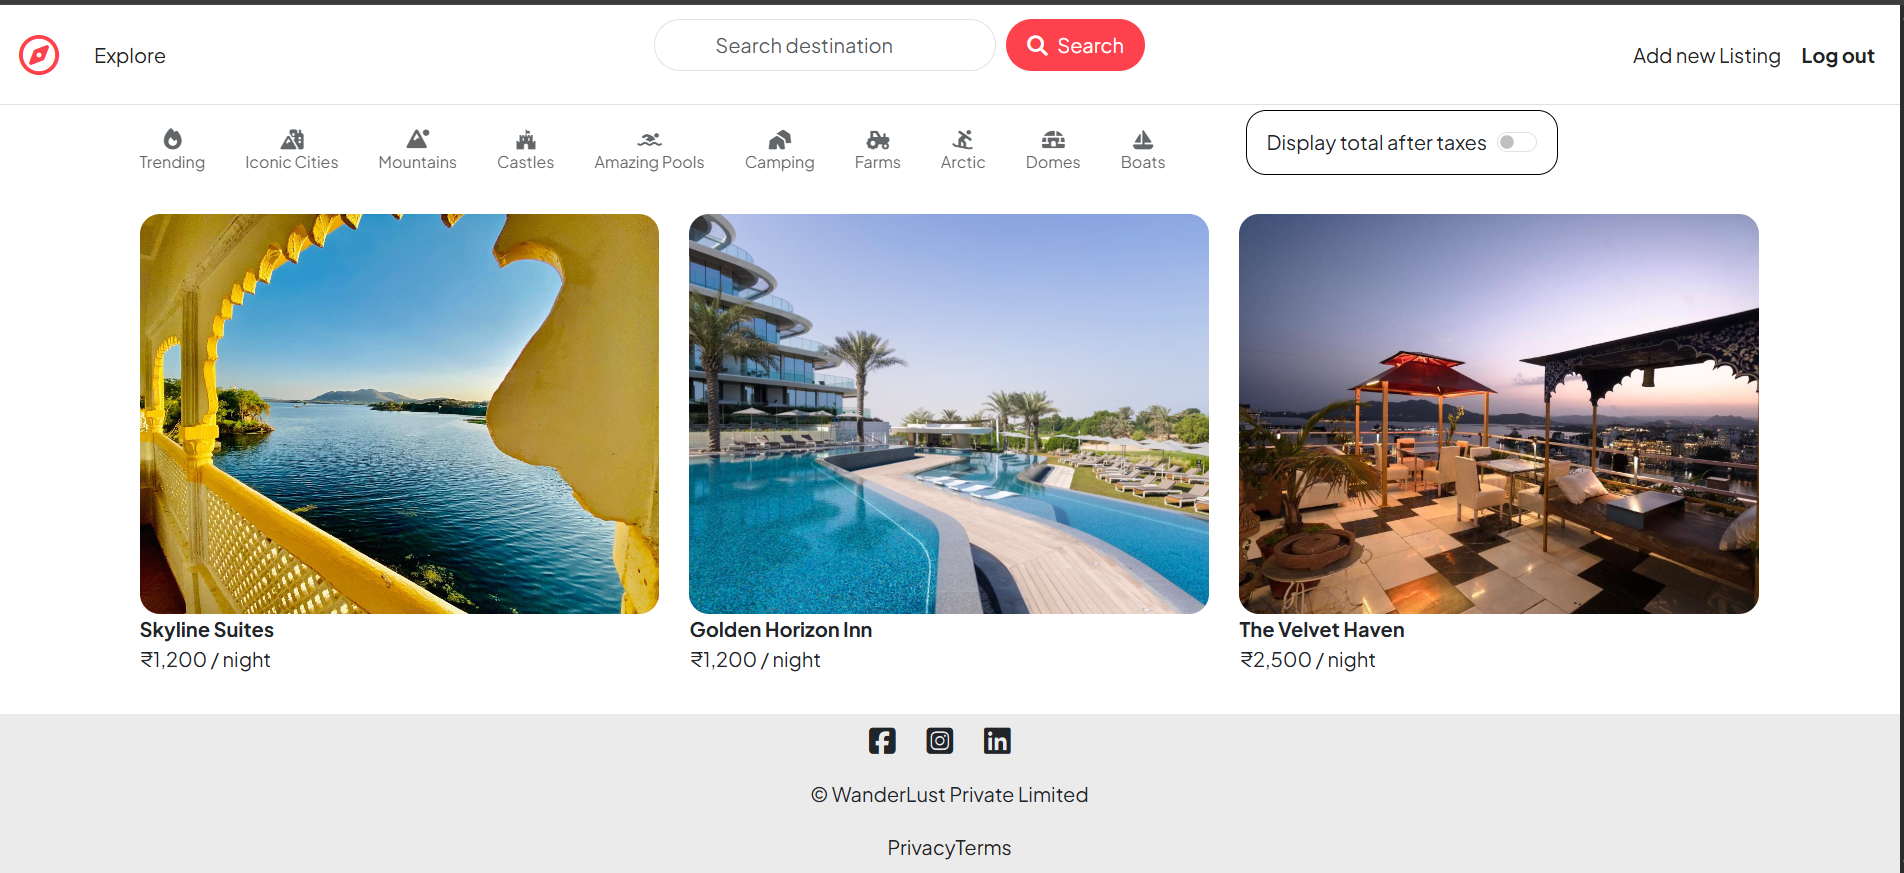 Explore
Search destination
Search
Add new Listing
Log out
Trending
Iconic Cities
Mountains
Castles
Amazing Pools
Camping
Farms
Arctic
Domes
Boats
Display total after taxes
Skyline Suites
₹1,200 / night
Golden Horizon Inn
₹1,200 / night
The Velvet Haven
₹2,500 / night
© WanderLust Private Limited
PrivacyTerms